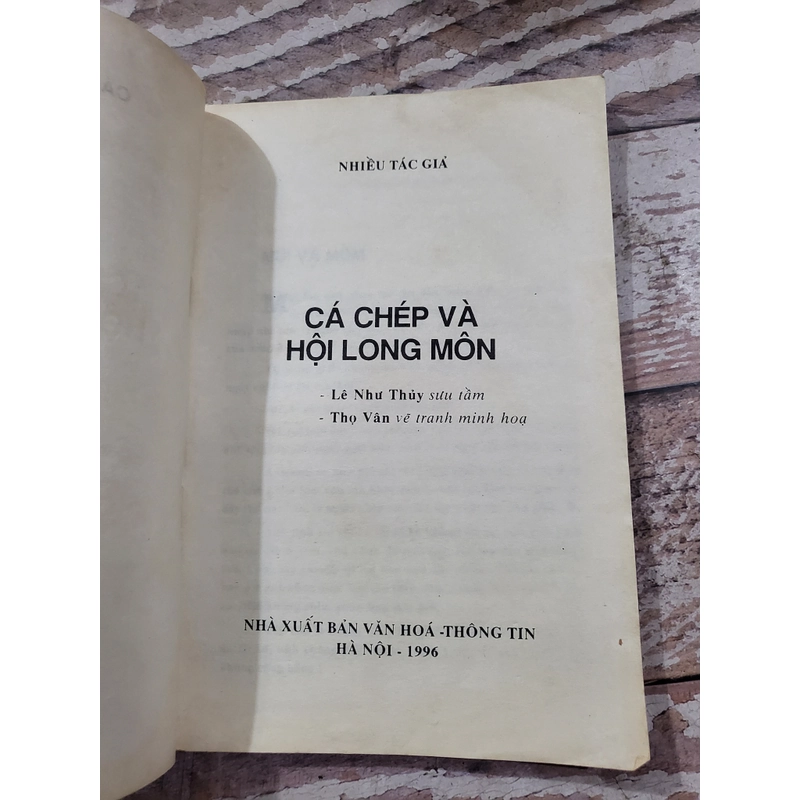 NHIỀU TÁC GIẢ
CÁ CHÉP VÀ
HỘI LONG MÔN
- Lê Như Thủy sưu tầm
- Thọ Vân vẽ tranh minh hoạ
NHÀ XUẤT BẢN VĂN HOÁ -THÔNG TIN
HÀ NỘI - 1996